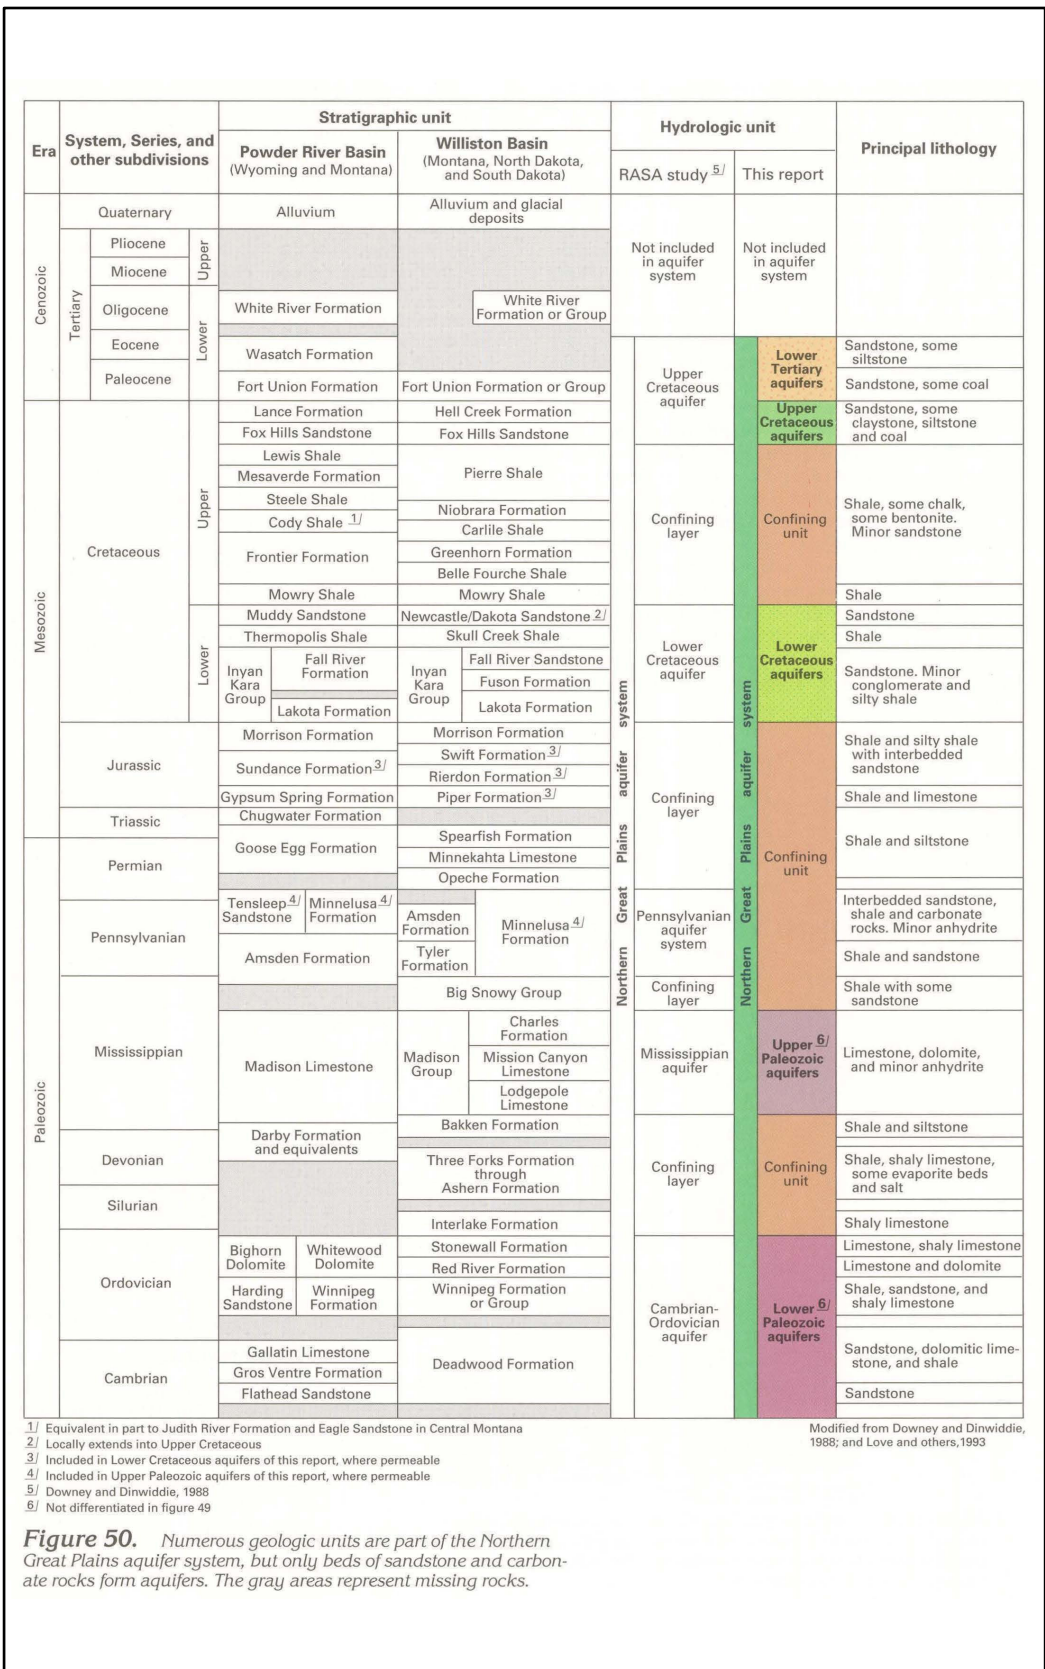 Era
System, Series, and
other subdivisions
Stratigraphic unit
Powder River Basin
(Wyoming and Montana)
Williston Basin
(Montana, North Dakota,
and South Dakota)
Hydrologic unit
RASA study 5/
This report
Principal lithology
Cenozoic
Quaternary
Tertiary
Pliocene
Miocene
Upper
Oligocene
Eocene
Paleocene
Lower
Alluvium
White River Formation
Wasatch Formation
Fort Union Formation
Alluvium and glacial
deposits
White River
Formation or Group
Fort Union Formation or Group
Not included
in aquifer
system
Not included
in aquifer
system
Upper
Cretaceous
aquifer
Lower
Tertiary
aquifers
Sandstone, some
siltstone
Sandstone, some coal
Mesozoic
Cretaceous
Upper
Lance Formation
Fox Hills Sandstone
Lewis Shale
Mesaverde Formation
Steele Shale
Cody Shale 1/
Frontier Formation
Mowry Shale
Hell Creek Formation
Fox Hills Sandstone
Pierre Shale
Niobrara Formation
Carlile Shale
Greenhorn Formation
Belle Fourche Shale
Mowry Shale
Upper
Cretaceous
aquifers
Sandstone, some
claystone, siltstone
and coal
Confining
layer
Confining
unit
Shale, some chalk,
some bentonite.
Minor sandstone
Shale
Lower
Muddy Sandstone
Thermopolis Shale
Inyan
Kara
Group
Fall River
Formation
Lakota Formation
Newcastle/Dakota Sandstone 2/
Skull Creek Shale
Inyan
Kara
Group
Fall River Sandstone
Fuson Formation
Lakota Formation
Lower
Cretaceous
aquifer
Lower
Cretaceous
aquifers
Sandstone
Shale
Sandstone. Minor
conglomerate and
silty shale
Northern Great Plains aquifer system
Northern Great Plains aquifer system
Jurassic
Morrison Formation
Sundance Formation 3/
Gypsum Spring Formation
Morrison Formation
Swift Formation 3/
Rierdon Formation 3/
Piper Formation 3/
Confining
layer
Confining
unit
Shale and silty shale
with interbedded
sandstone
Shale and limestone
Triassic
Chugwater Formation
Paleozoic
Permian
Goose Egg Formation
Spearfish Formation
Minnekahta Limestone
Opeche Formation
Shale and siltstone
Pennsylvanian
Tensleep 4/
Sandstone
Minnelusa 4/
Formation
Amsden Formation
Amsden
Formation
Tyler
Formation
Minnelusa 4/
Formation
Pennsylvanian
aquifer
system
Interbedded sandstone,
shale and carbonate
rocks. Minor anhydrite
Shale and sandstone
Mississippian
Madison Limestone
Big Snowy Group
Madison
Group
Charles
Formation
Mission Canyon
Limestone
Lodgepole
Limestone
Bakken Formation
Confining
layer
Shale with some
sandstone
Mississippian
aquifer
Upper 6/
Paleozoic
aquifers
Limestone, dolomite,
and minor anhydrite
Shale and siltstone
Devonian
Darby Formation
and equivalents
Three Forks Formation
through
Ashern Formation
Confining
layer
Confining
unit
Shale, shaly limestone,
some evaporite beds
and salt
Silurian
Interlake Formation
Shaly limestone
Ordovician
Bighorn
Dolomite
Whitewood
Dolomite
Harding
Sandstone
Winnipeg
Formation
Stonewall Formation
Red River Formation
Winnipeg Formation
or Group
Cambrian-
Ordovician
aquifer
Lower 6/
Paleozoic
aquifers
Limestone, shaly limestone
Limestone and dolomite
Shale, sandstone, and
shaly limestone
Cambrian
Gallatin Limestone
Gros Ventre Formation
Flathead Sandstone
Deadwood Formation
Sandstone, dolomitic lime-
stone, and shale
Sandstone
1/ Equivalent in part to Judith River Formation and Eagle Sandstone in Central Montana
2/ Locally extends into Upper Cretaceous
3/ Included in Lower Cretaceous aquifers of this report, where permeable
4/ Included in Upper Paleozoic aquifers of this report, where permeable
5/ Downey and Dinwiddie, 1988
6/ Not differentiated in figure 49
Modified from Downey and Dinwiddie,
1988; and Love and others,1993
Figure 50. Numerous geologic units are part of the Northern
Great Plains aquifer system, but only beds of sandstone and carbon-
ate rocks form aquifers. The gray areas represent missing rocks.